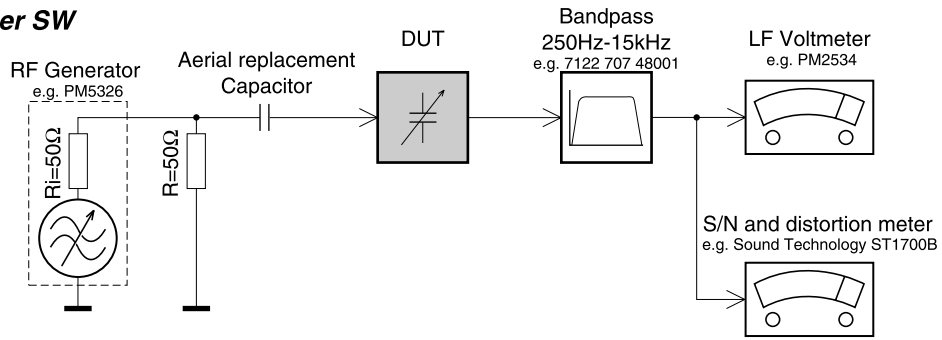 er SW
RF Generator
e.g. PM5326
Ri=50Ω
R=50Ω
Aerial replacement
Capacitor
DUT
Bandpass
250Hz-15kHz
e.g. 7122 707 48001
LF Voltmeter
e.g. PM2534
S/N and distortion meter
e.g. Sound Technology ST1700B